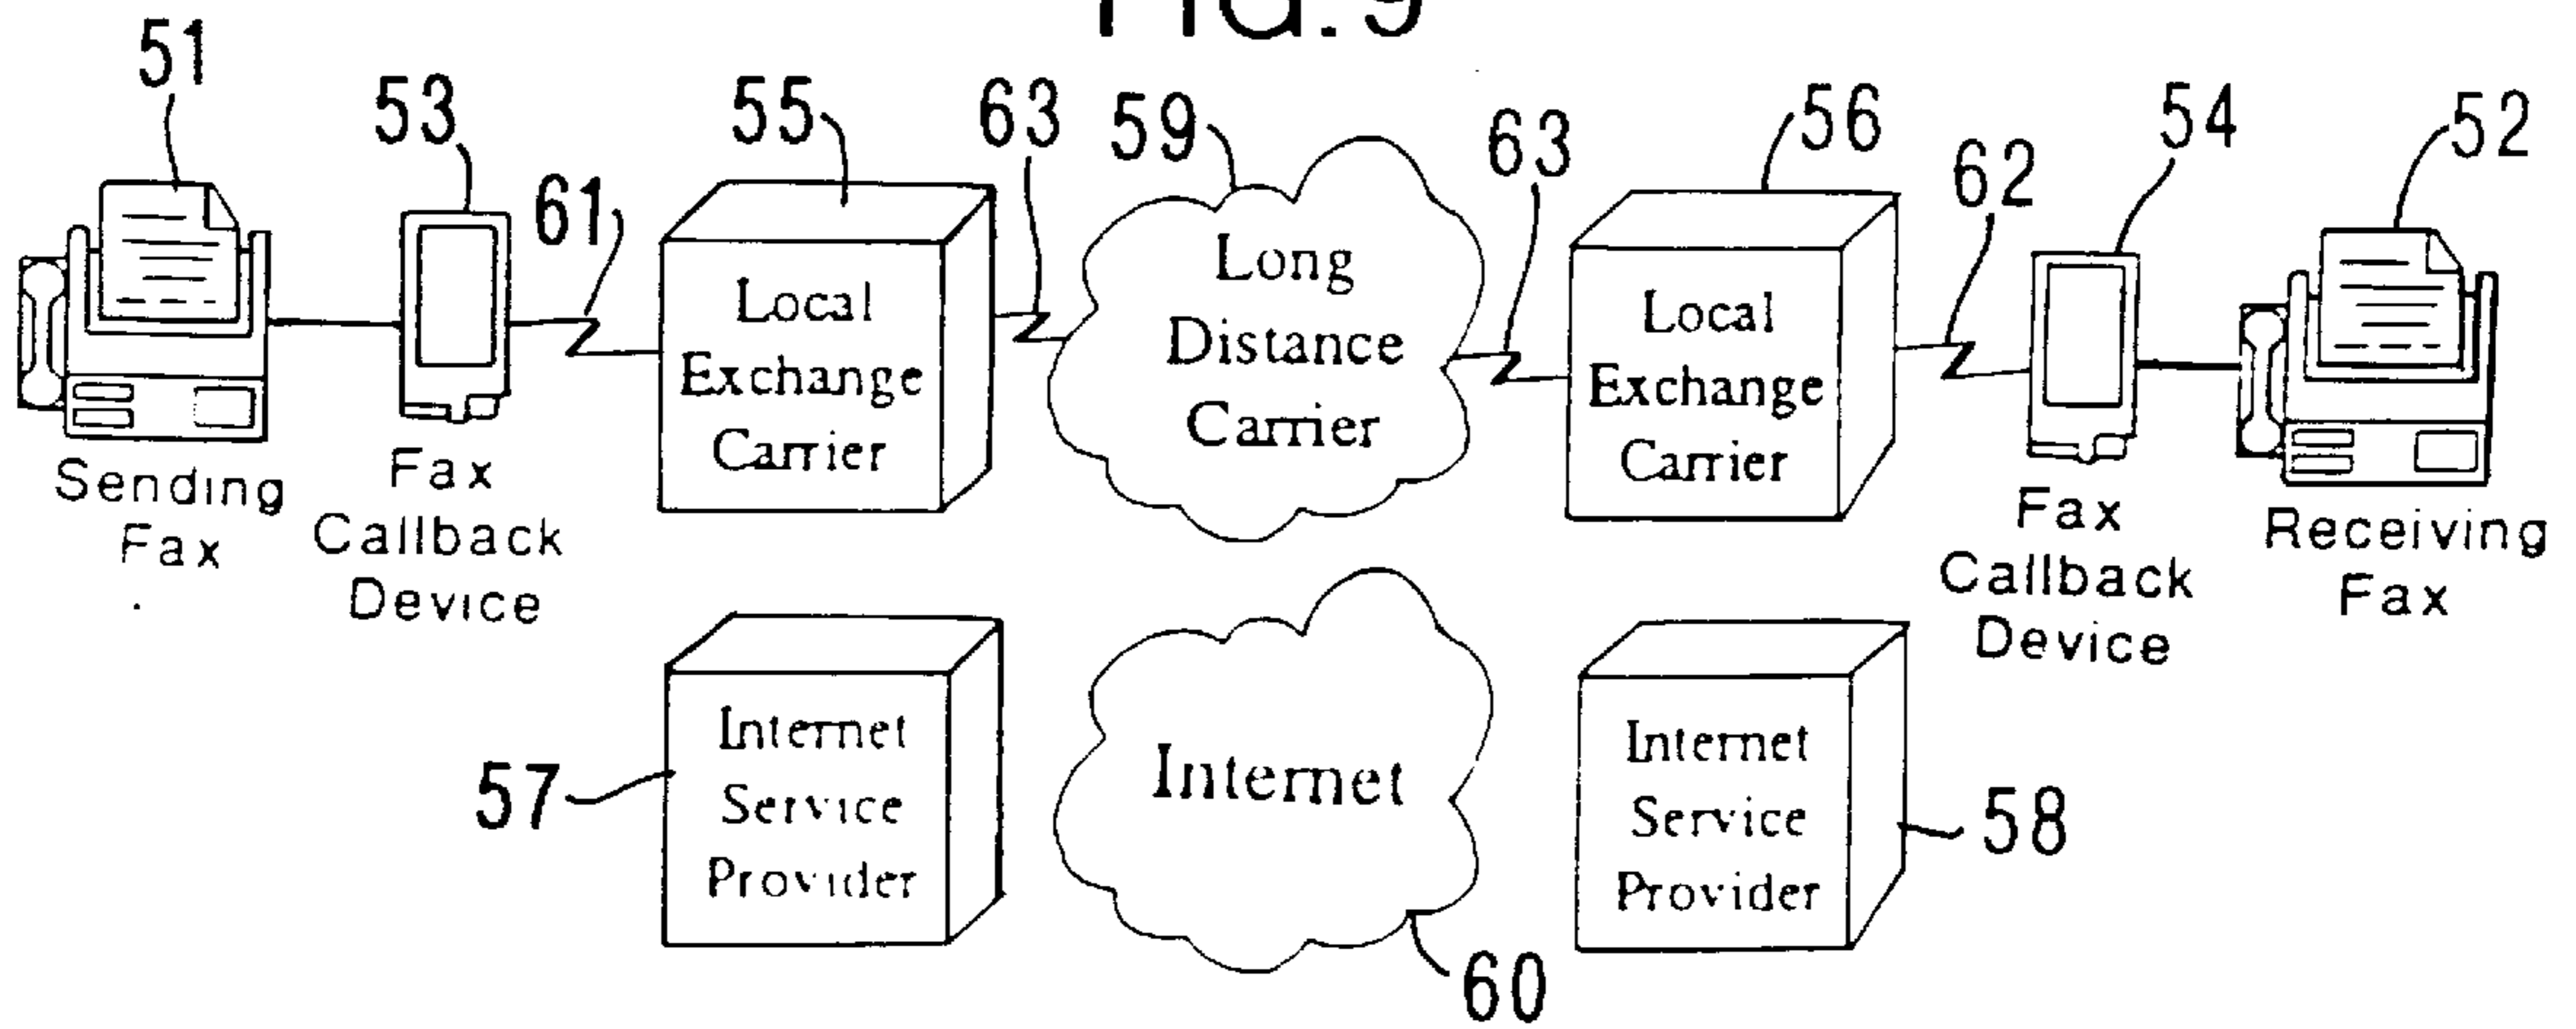 FIG. 9
51
53
55
63
59
63
56
54
52
61
62
Local
Exchange
Carrier
Long
Distance
Carrier
Local
Exchange
Carrier
Sending
Fax
Fax
Callback
Device
Fax
Callback
Device
Receiving
Fax
Internet
Service
Provider
57
Internet
60
Internet
Service
Provider
58